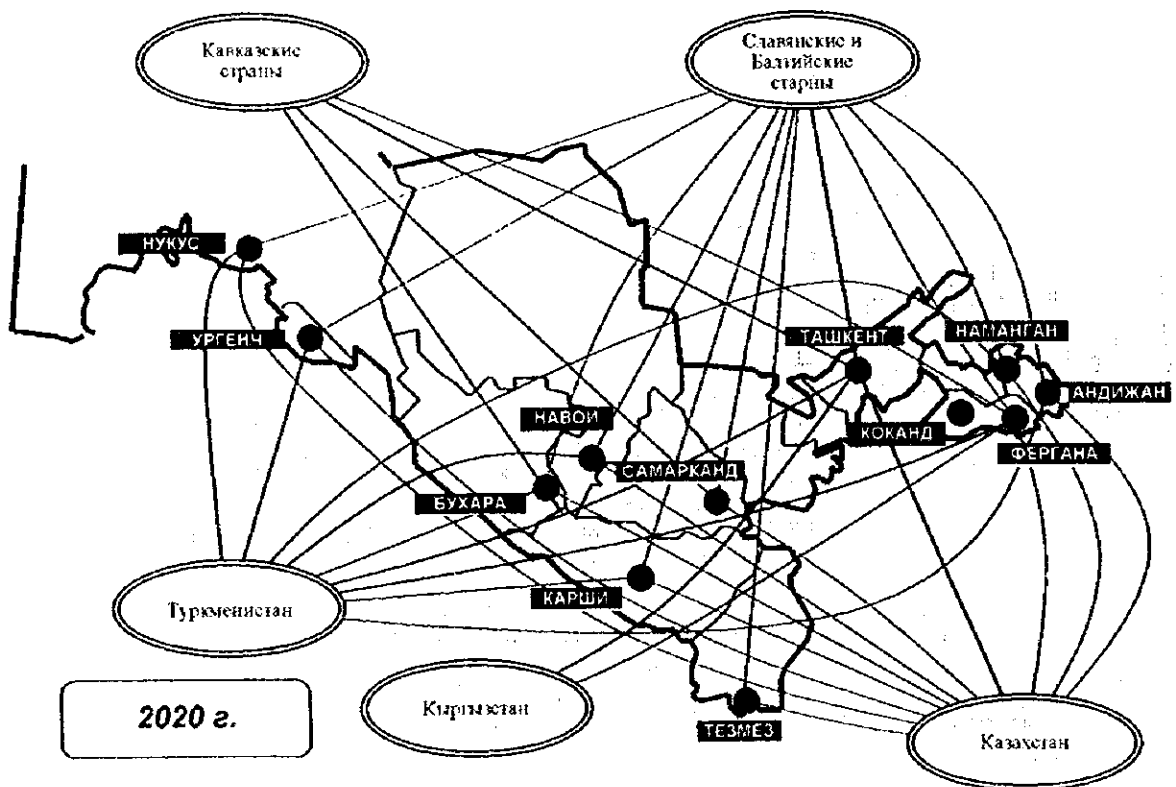 Кавказские
страны
Славянские и
Балтийские
старны
НУКУС
УРГЕНЧ
ТАШКЕНТ
НАМАНГАН
АНДИЖАН
НАВОИ
КОКАНД
ФЕРГАНА
САМАРКАНД
БУХАРА
КАРШИ
Туркменистан
Кыргызстан
ТЕЗМЕЗ
Казахстан
2020 г.